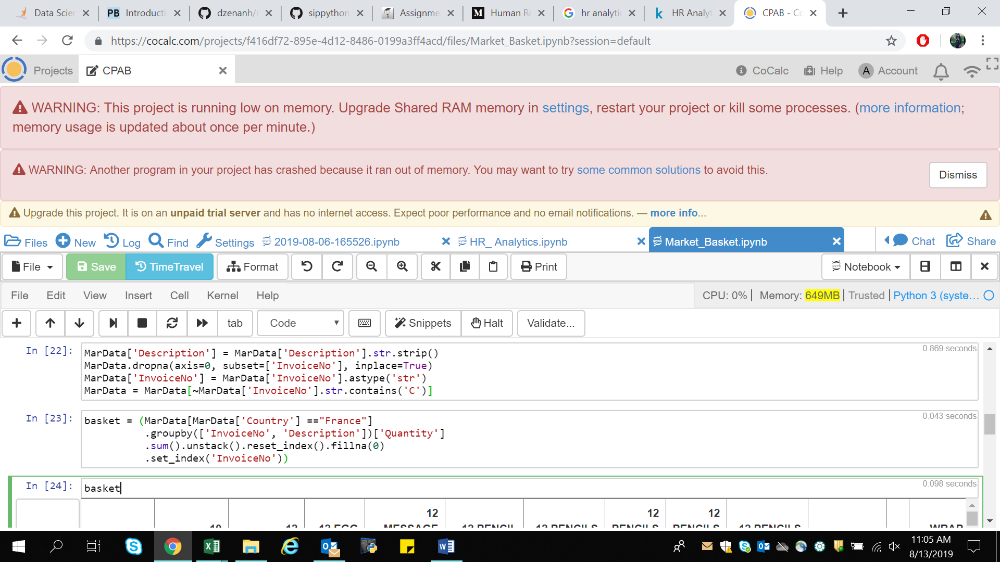 Data Scien
PB Introducti
dzenanh/r
sippython
Assignme
M Human Re
G hr analytic
k HR Analyt
CPAB - Co
https://cocalc.com/projects/f416df72-895e-4d12-8486-0199a3ff4acd/files/Market_Basket.ipynb?session=default
Projects CPAB CoCalc Help A Account
WARNING: This project is running low on memory. Upgrade Shared RAM memory in settings, restart your project or kill some processes. (more information;
memory usage is updated about once per minute.)
WARNING: Another program in your project has crashed because it ran out of memory. You may want to try some common solutions to avoid this.
Dismiss
Upgrade this project. It is on an unpaid trial server and has no internet access. Expect poor performance and no email notifications. — more info...
Files New Log Find Settings 2019-08-06-165526.ipynb HR_ Analytics.ipynb Market_Basket.ipynb Chat Share
File Save TimeTravel Format Print Notebook
File Edit View Insert Cell Kernel Help CPU: 0% Memory: 649MB Trusted Python 3 (syste...
tab Code Snippets Halt Validate...
In [22]: MarData['Description'] = MarData['Description'].str.strip() 0.869 seconds
MarData.dropna(axis=0, subset=['InvoiceNo'], inplace=True)
MarData['InvoiceNo'] = MarData['InvoiceNo'].astype('str')
MarData = MarData[~MarData['InvoiceNo'].str.contains('C')]
In [23]: basket = (MarData[MarData['Country'] =="France"] 0.043 seconds
.groupby(['InvoiceNo', 'Description'])['Quantity']
.sum().unstack().reset_index().fillna(0)
.set_index('InvoiceNo'))
In [24]: basket 0.098 seconds
12 12 12
10 12 12 EGG MESSAGE 12 PENCIL 12 PENCILS PENCILS PENCILS 12 PENCILS WRAP
11:05 AM
8/13/2019